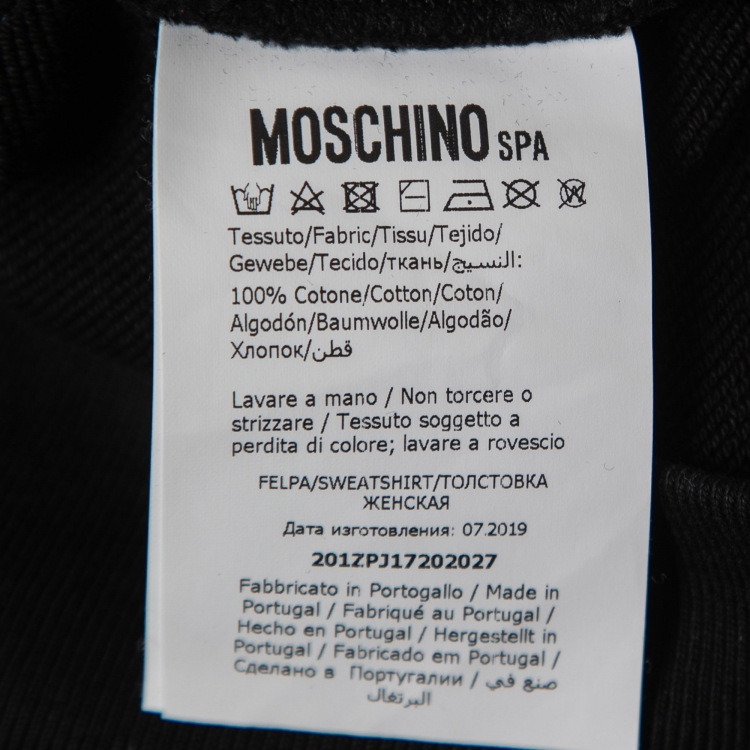 MOSCHINO SPA
Tessuto/Fabric/Tissu/Tejido/
Gewebe/Tecido/ткань/النسيج:
100% Cotone/Cotton/Coton/
Algodón/Baumwolle/Algodão/
Хлопок/قطن
Lavare a mano / Non torcere o
strizzare / Tessuto soggetto a
perdita di colore; lavare a rovescio
FELPA/SWEATSHIRT/ТОЛСТОВКА
ЖЕНСКАЯ
Дата изготовления: 07.2019
201ZPJ17202027
Fabbricato in Portogallo / Made in
Portugal / Fabriqué au Portugal /
Hecho en Portugal / Hergestellt in
Portugal / Fabricado em Portugal /
Сделано в Португалии / صنع في
البرتغال